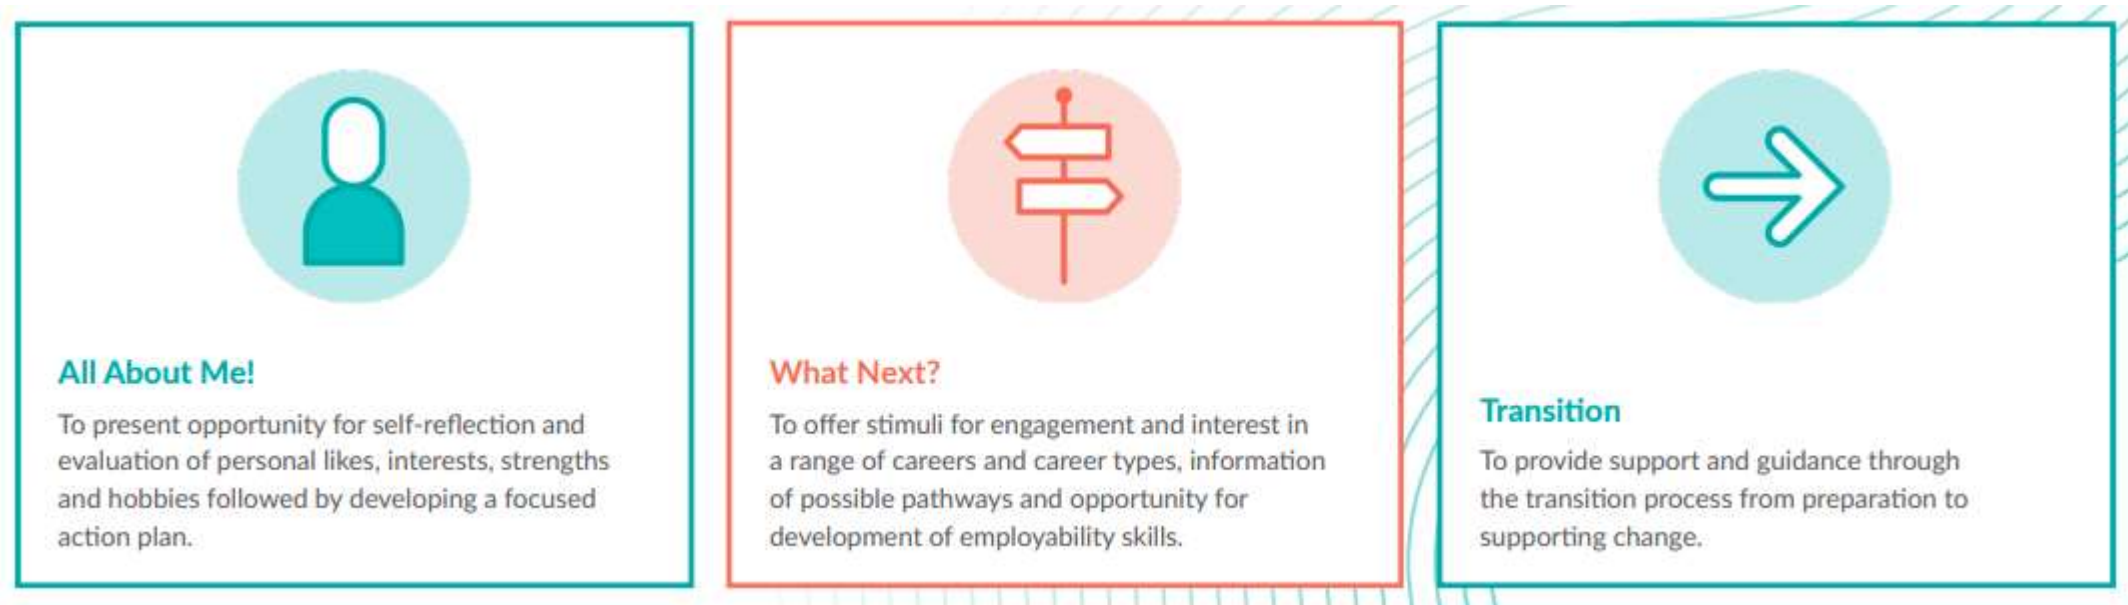 All About Me!
To present opportunity for self-reflection and
evaluation of personal likes, interests, strengths
and hobbies followed by developing a focused
action plan.
What Next?
To offer stimuli for engagement and interest in
a range of careers and career types, information
of possible pathways and opportunity for
development of employability skills.
Transition
To provide support and guidance through
the transition process from preparation to
supporting change.